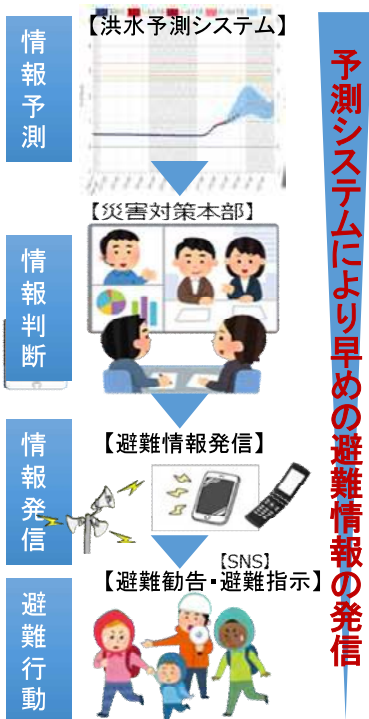 情報予測
【洪水予測システム】
【災害対策本部】
情報判断
情報発信
【避難情報発信】
【SNS】
【避難勧告・避難指示】
避難行動
予測システムにより早めの避難情報の発信